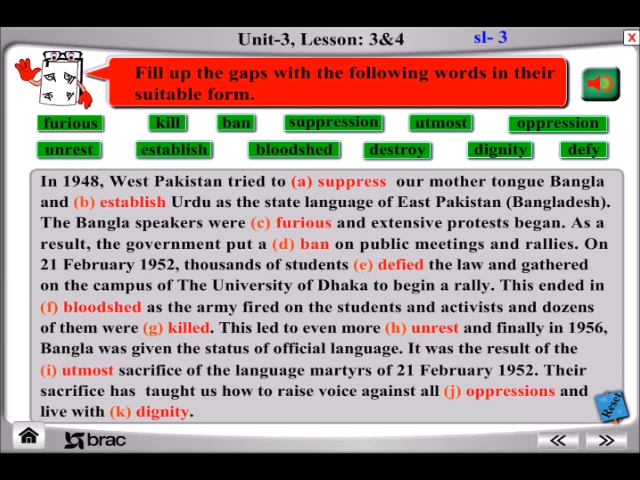 Unit-3, Lesson: 3&4
sl- 3
X
অ আ
ক প
Fill up the gaps with the following words in their
suitable form.
furious kill ban suppression utmost oppression
unrest establish bloodshed destroy dignity defy
In 1948, West Pakistan tried to (a) suppress our mother tongue Bangla
and (b) establish Urdu as the state language of East Pakistan (Bangladesh).
The Bangla speakers were (c) furious and extensive protests began. As a
result, the government put a (d) ban on public meetings and rallies. On
21 February 1952, thousands of students (e) defied the law and gathered
on the campus of The University of Dhaka to begin a rally. This ended in
(f) bloodshed as the army fired on the students and activists and dozens
of them were (g) killed. This led to even more (h) unrest and finally in 1956,
Bangla was given the status of official language. It was the result of the
(i) utmost sacrifice of the language martyrs of 21 February 1952. Their
sacrifice has taught us how to raise voice against all (j) oppressions and
live with (k) dignity.
Reset
brac
<< >>